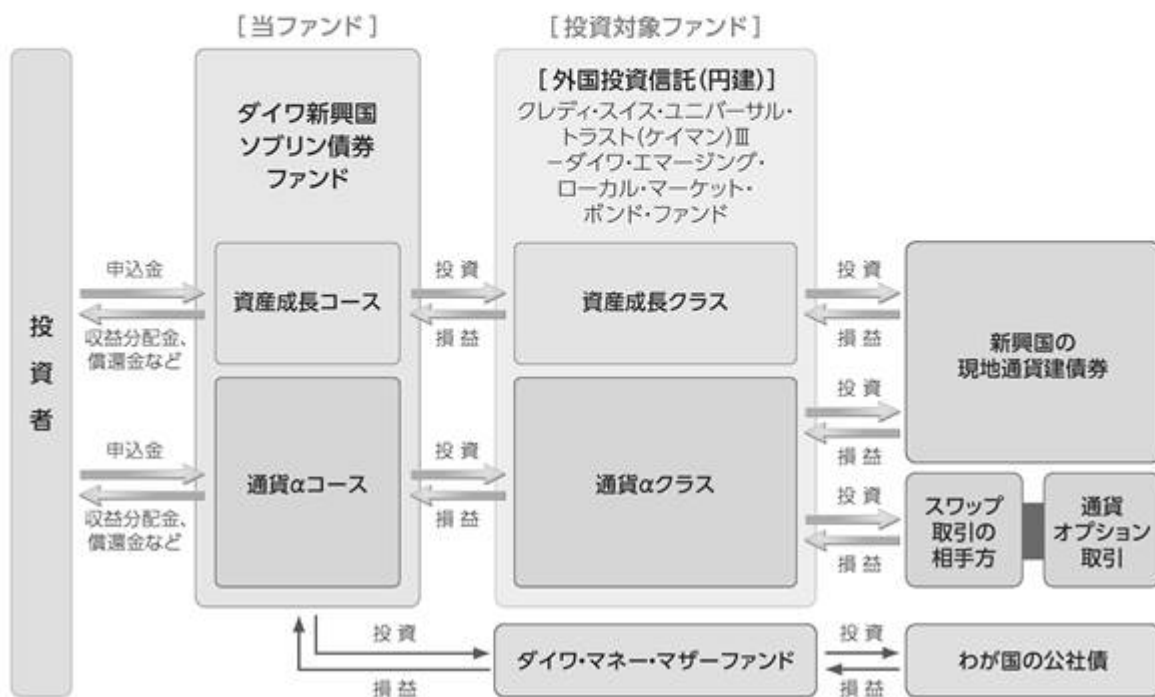 [当ファンド]
[投資対象ファンド]
投資者
ダイワ新興国
ソブリン債券
ファンド
[外国投資信託(円建)]
クレディ・スイス・ユニバーサル・
トラスト(ケイマン)Ⅲ
－ダイワ・エマージング・
ローカル・マーケット・
ボンド・ファンド
申込金
収益分配金、
償還金など
資産成長コース
投資
損益
資産成長クラス
投資
損益
新興国の
現地通貨建債券
申込金
収益分配金、
償還金など
通貨αコース
投資
損益
通貨αクラス
投資
損益
投資
損益
スワップ
取引の
相手方
通貨
オプション
取引
投資
損益
ダイワ・マネー・マザーファンド
投資
損益
わが国の公社債